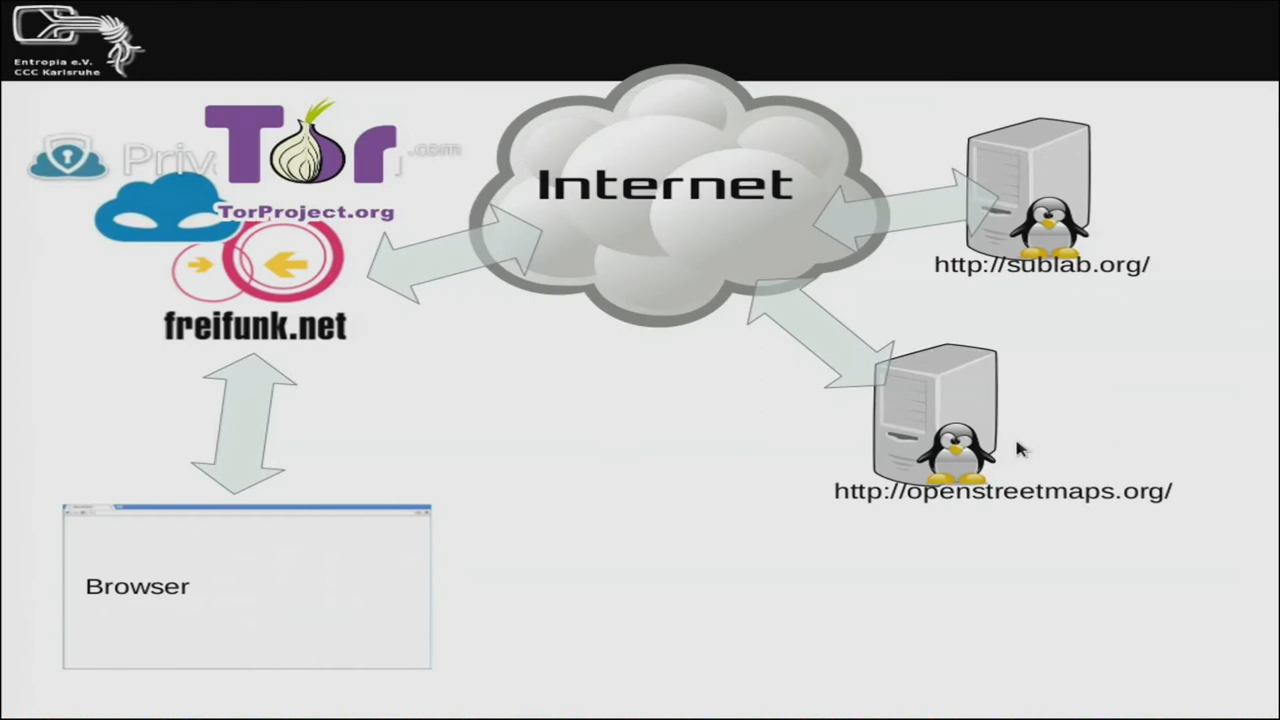 Entropia e.V.
CCC Karlsruhe
Tor
.com
TorProject.org
freifunk.net
Internet
http://sublab.org/
http://openstreetmaps.org/
Browser